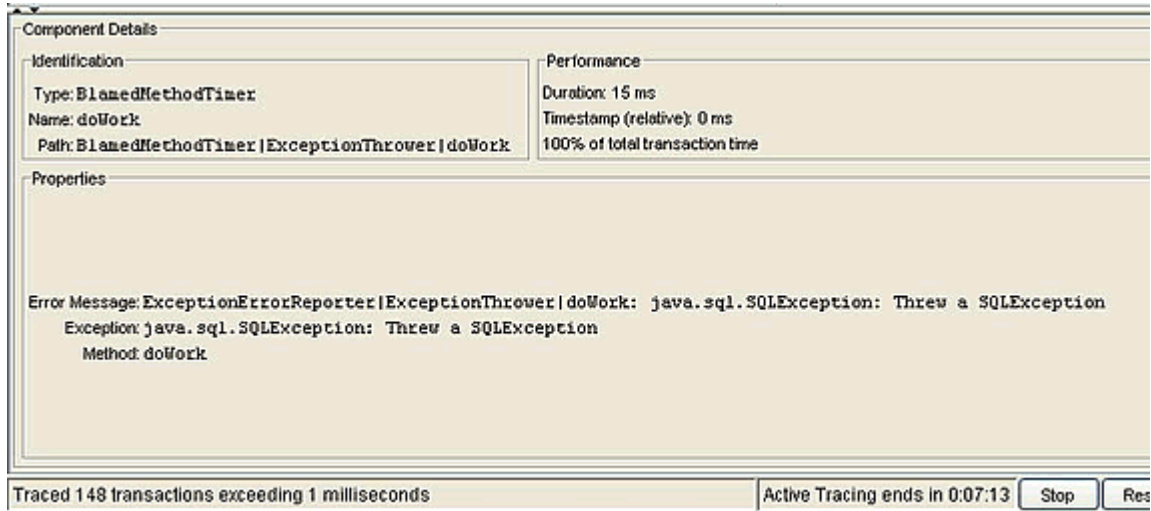 Component Details
Identification
Type: BlamedMethodTimer
Name: doWork
Path: BlamedMethodTimer|ExceptionThrower|doWork
Performance
Duration: 15 ms
Timestamp (relative): 0 ms
100% of total transaction time
Properties
Error Message: ExceptionErrorReporter|ExceptionThrower|doWork: java.sql.SQLException: Threw a SQLException
Exception: java.sql.SQLException: Threw a SQLException
Method: doWork
Traced 148 transactions exceeding 1 milliseconds
Active Tracing ends in 0:07:13
Stop
Res